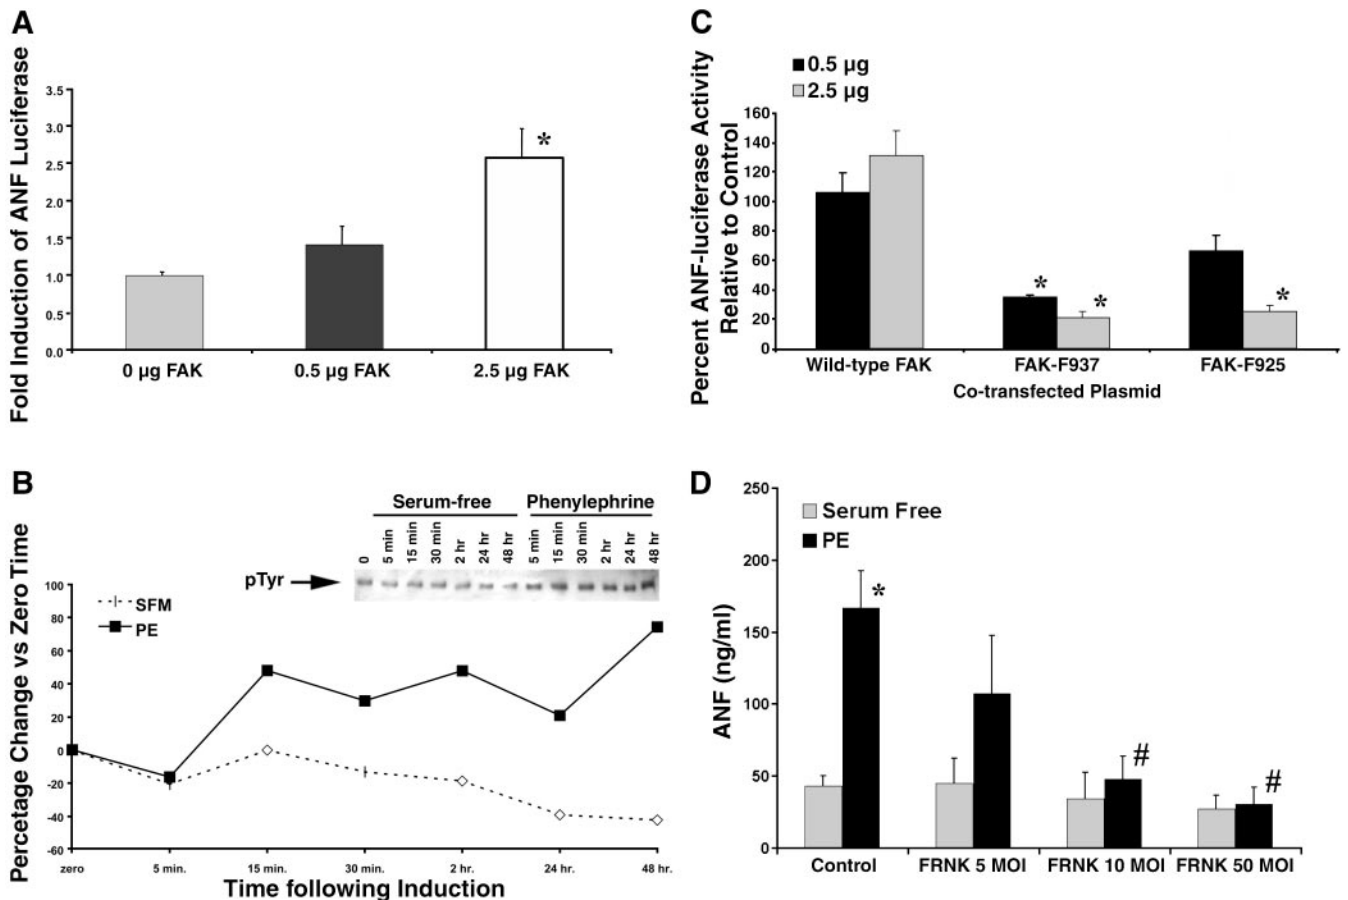 A
Fold Induction of ANF Luciferase
3.5
3.0
2.5
2.0
1.5
1.0
0.5
0.0
*
0 µg FAK
0.5 µg FAK
2.5 µg FAK
C
Percent ANF-luciferase Activity
Relative to Control
0.5 µg
2.5 µg
160
140
120
100
80
60
40
20
0
*
*
*
Wild-type FAK
FAK-F937
FAK-F925
Co-transfected Plasmid
B
Percetage Change vs Zero Time
Serum-free
Phenylephrine
0
5 min
15 min
30 min
2 hr
24 hr
48 hr
5 min
15 min
30 min
2 hr
24 hr
48 hr
pTyr
SFM
PE
100
80
60
40
20
0
-20
-40
-60
zero
5 min.
15 min.
30 min.
2 hr.
24 hr.
48 hr.
Time following Induction
D
ANF (ng/ml)
Serum Free
PE
250
200
150
100
50
0
*
#
#
Control
FRNK 5 MOI
FRNK 10 MOI
FRNK 50 MOI